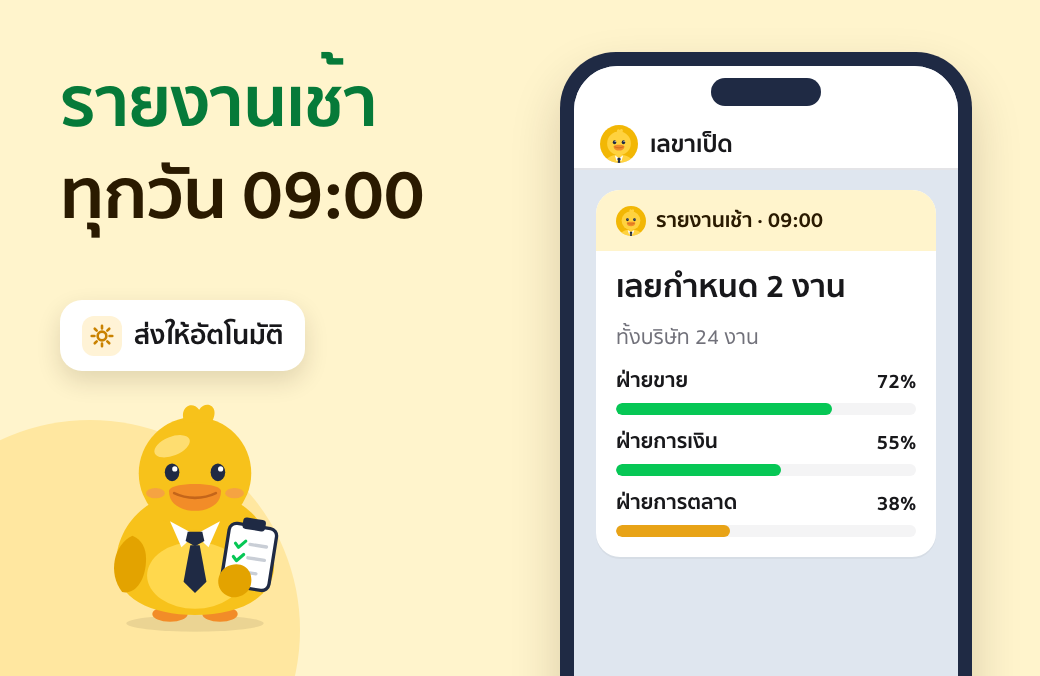 รายงานเช้า
ทุกวัน 09:00
ส่งให้อัตโนมัติ
เลขาเป็ด
รายงานเช้า · 09:00
เลยกำหนด 2 งาน
ทั้งบริษัท 24 งาน
ฝ่ายขาย 72%
ฝ่ายการเงิน 55%
ฝ่ายการตลาด 38%